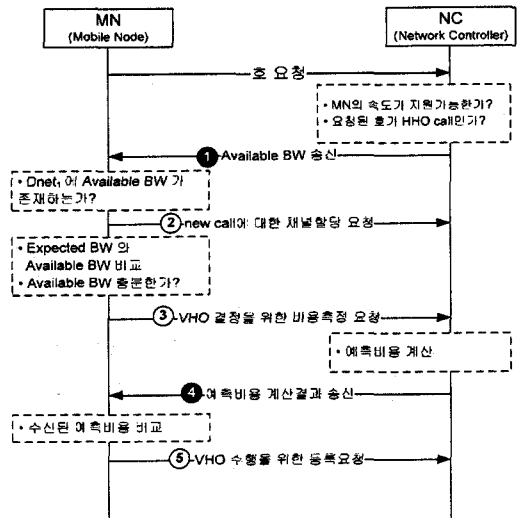 MN
(Mobile Node)
NC
(Network Controller)
호 요청
• MN의 속도가 지원가능한가?
• 요청된 호가 HHO call인가?
1 Available BW 송신
• Dnet₁ 에 Available BW 가
존재하는가?
2 new call에 대한 채널할당 요청
• Expected BW 와
Available BW 비교
• Available BW 충분한가?
3 VHO 결정을 위한 비용측정 요청
• 예측비용 계산
4 예측비용 계산결과 송신
• 수신된 예측비용 비교
5 VHO 수행을 위한 등록요청